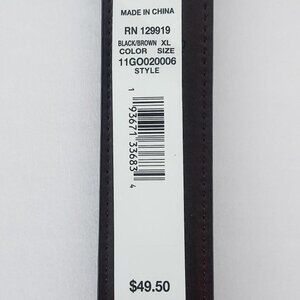 MADE IN CHINA
RN 129919
BLACK/BROWN XL
COLOR SIZE
11GO020006
STYLE
1 93671 33683 4
$49.50